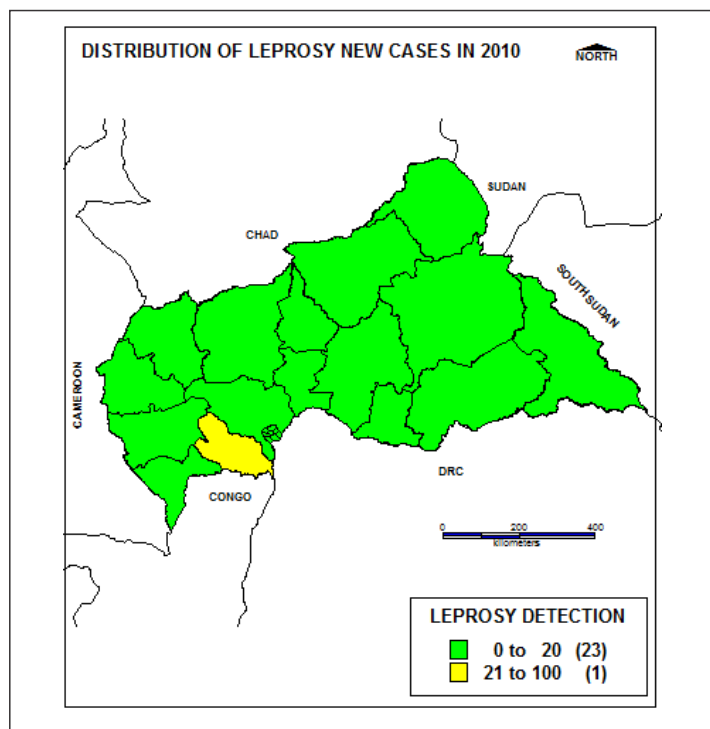 DISTRIBUTION OF LEPROSY NEW CASES IN 2010
NORTH
SUDAN
CHAD
SOUTH SUDAN
CAMEROON
DRC
CONGO
0 200 400
kilometers
LEPROSY DETECTION
0 to 20 (23)
21 to 100 (1)